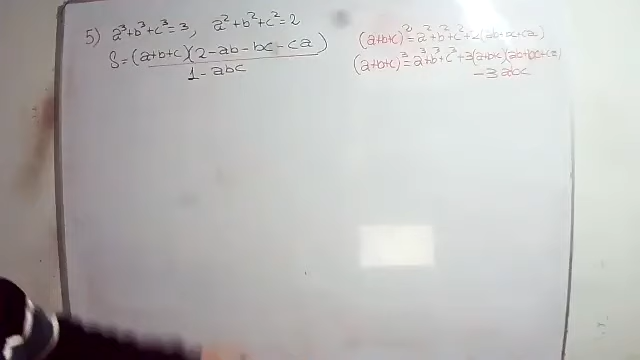 5) a³+b³+c³=3, a²+b²+c²=2
S=(a+b+c)(2-ab-bc-ca)
1-abc
(a+b+c)²=a²+b²+c²+2(ab+bc+ca)
(a+b+c)³=a³+b³+c³+3(a+b+c)(ab+bc+ca)
-3abc